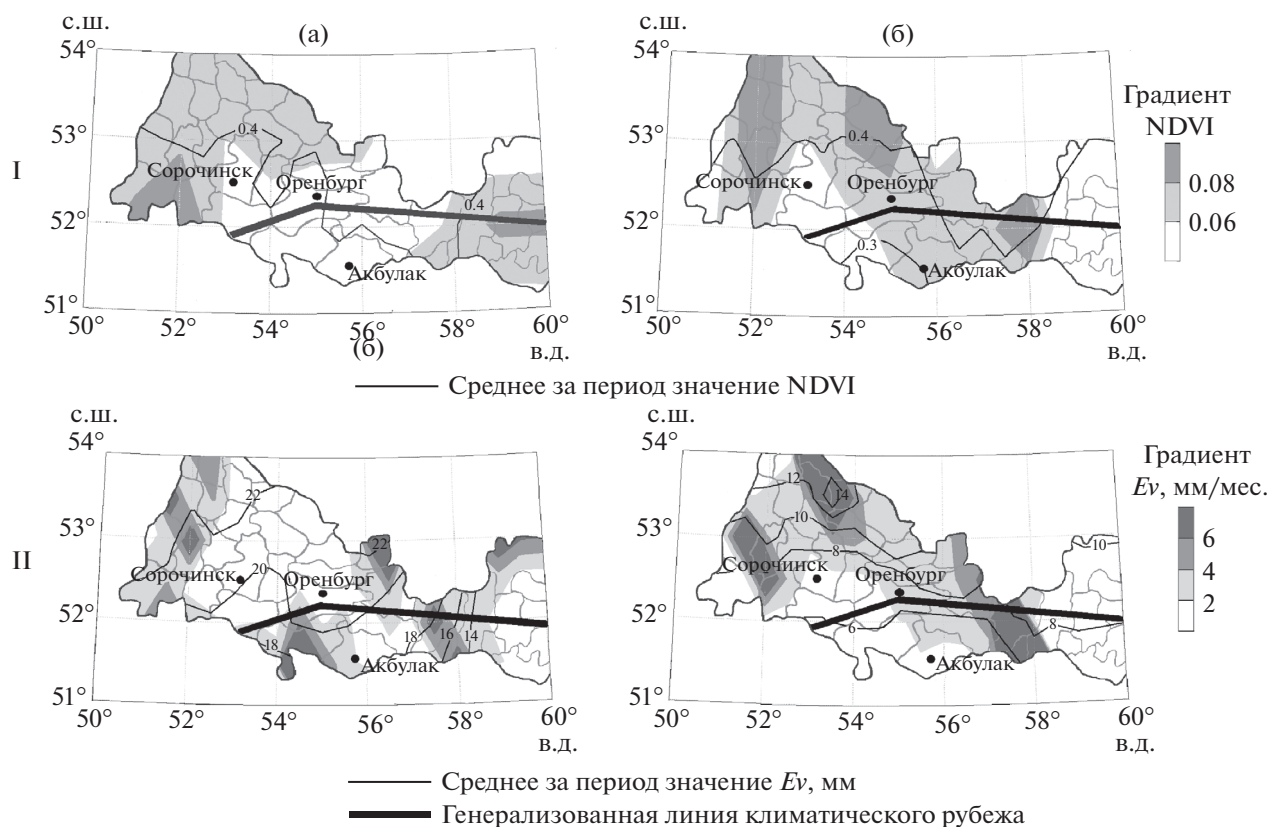 с.ш.
(а)
(б)
54°
53°
52°
51°
50°
52°
54°
56°
58°
60°
в.д.
I
0.4
Сорочинск
Оренбург
0.4
Акбулак
(б)
с.ш.
54°
53°
52°
51°
50°
52°
54°
56°
58°
60°
в.д.
0.4
Сорочинск
Оренбург
0.3
Акбулак
Градиент
NDVI
0.08
0.06
Среднее за период значение NDVI
с.ш.
54°
53°
52°
51°
50°
52°
54°
56°
58°
60°
в.д.
II
22
22
Сорочинск
20
Оренбург
18
18
16
14
Акбулак
с.ш.
54°
53°
52°
51°
50°
52°
54°
56°
58°
60°
в.д.
12
14
10
10
8
Сорочинск
Оренбург
6
8
Акбулак
Градиент
Ev, мм/мес.
6
4
2
Среднее за период значение Ev, мм
Генерализованная линия климатического рубежа